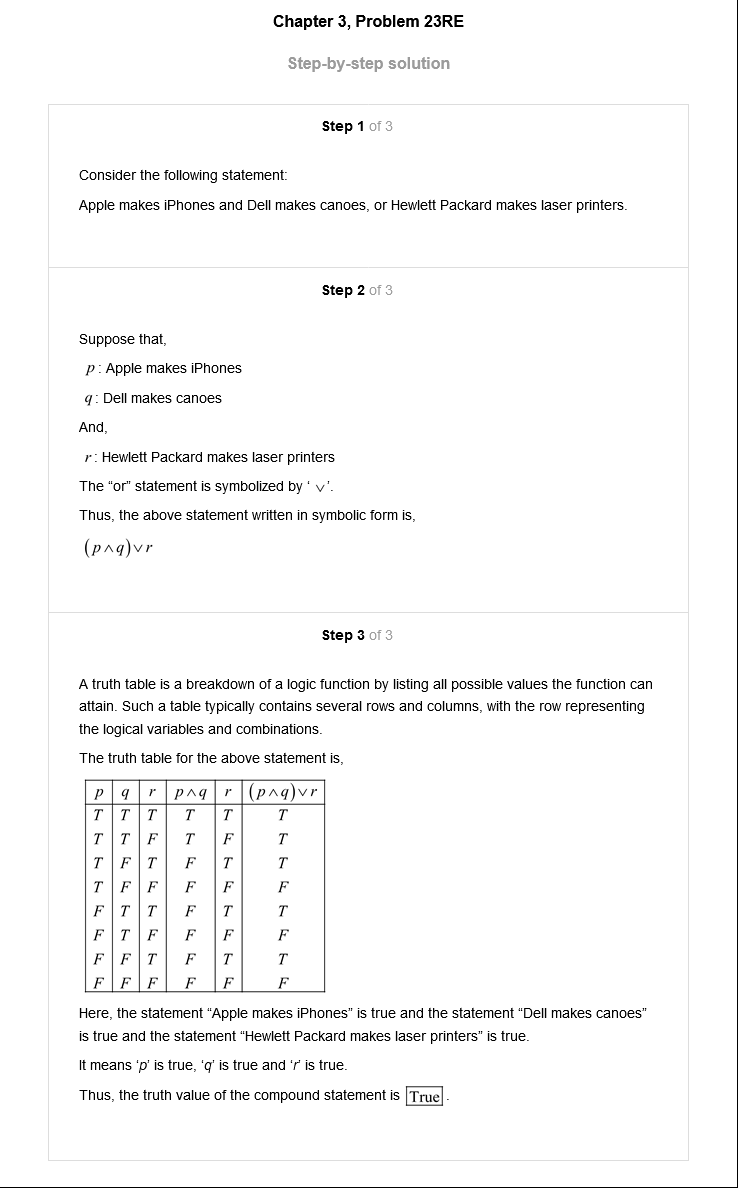 Chapter 3, Problem 23RE
Step-by-step solution
Step 1 of 3
Consider the following statement:
Apple makes iPhones and Dell makes canoes, or Hewlett Packard makes laser printers.
Step 2 of 3
Suppose that,
p : Apple makes iPhones
q : Dell makes canoes
And,
r : Hewlett Packard makes laser printers
The “or” statement is symbolized by ‘ ∨’.
Thus, the above statement written in symbolic form is,
(p∧q)∨r
Step 3 of 3
A truth table is a breakdown of a logic function by listing all possible values the function can
attain. Such a table typically contains several rows and columns, with the row representing
the logical variables and combinations.
The truth table for the above statement is,
p q r p∧q r (p∧q)∨r
T T T T T T
T T F T F T
T F T F T T
T F F F F F
F T T F T T
F T F F F F
F F T F T T
F F F F F F
Here, the statement “Apple makes iPhones” is true and the statement “Dell makes canoes”
is true and the statement “Hewlett Packard makes laser printers” is true.
It means ‘p’ is true, ‘q’ is true and ‘r’ is true.
Thus, the truth value of the compound statement is True .